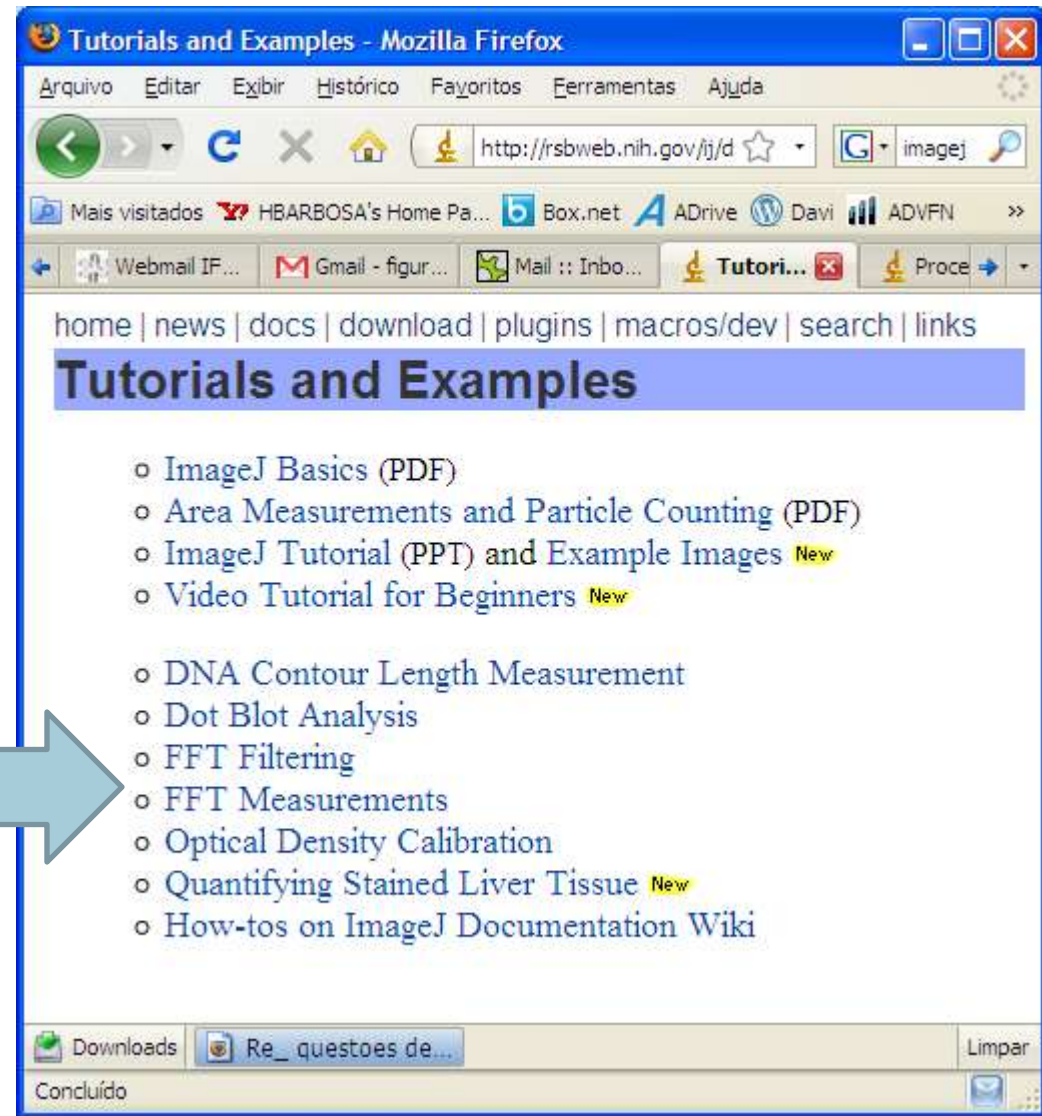 Tutorials and Examples - Mozilla Firefox
Arquivo Editar Exibir Histórico Favoritos Ferramentas Ajuda
http://rsbweb.nih.gov/ij/d G imagej
Mais visitados HBARBOSA's Home Pa... Box.net ADrive Davi ADVFN »
Webmail IF... Gmail - figur... Mail :: Inbo... Tutori... Proce
home | news | docs | download | plugins | macros/dev | search | links
Tutorials and Examples
ImageJ Basics (PDF)
Area Measurements and Particle Counting (PDF)
ImageJ Tutorial (PPT) and Example Images New
Video Tutorial for Beginners New
DNA Contour Length Measurement
Dot Blot Analysis
FFT Filtering
FFT Measurements
Optical Density Calibration
Quantifying Stained Liver Tissue New
How-tos on ImageJ Documentation Wiki
Downloads Re_ questoes de... Limpar
Concluído